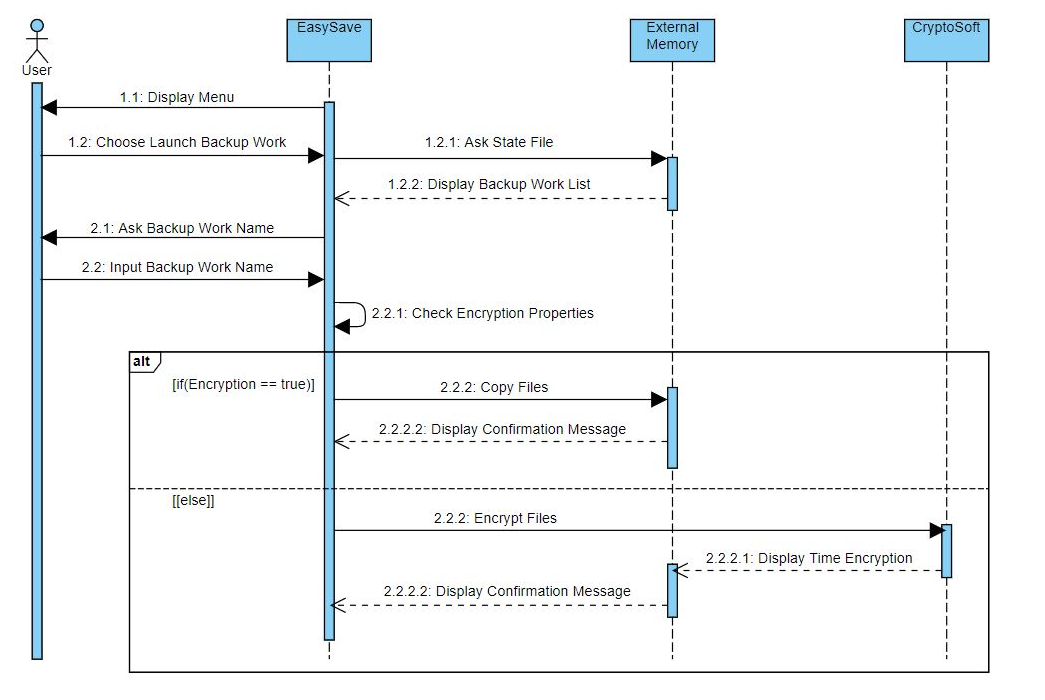 EasySave
External
Memory
CryptoSoft
User
1.1: Display Menu
1.2: Choose Launch Backup Work
1.2.1: Ask State File
1.2.2: Display Backup Work List
2.1: Ask Backup Work Name
2.2: Input Backup Work Name
2.2.1: Check Encryption Properties
alt
[if(Encryption == true)]
2.2.2: Copy Files
2.2.2.2: Display Confirmation Message
[[else]]
2.2.2: Encrypt Files
2.2.2.1: Display Time Encryption
2.2.2.2: Display Confirmation Message